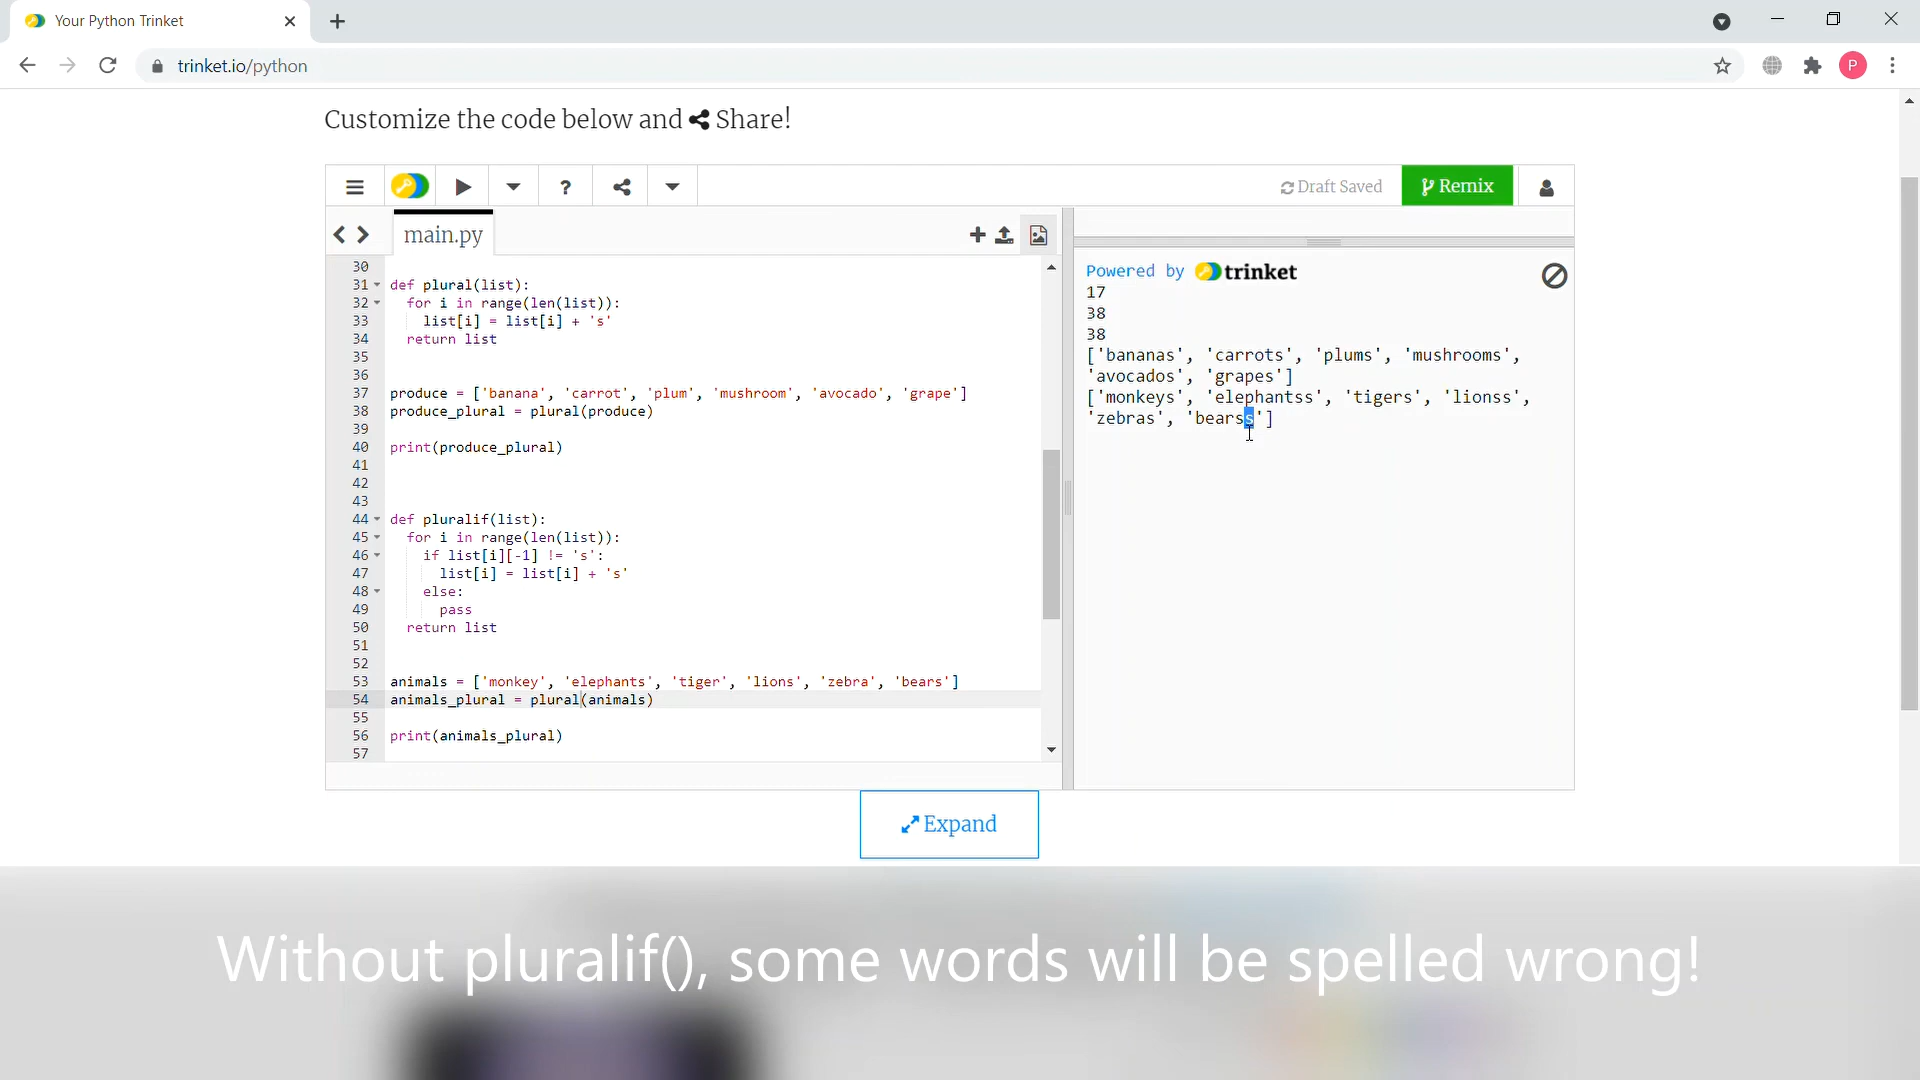 Your Python Trinket
trinket.io/python
P
Customize the code below and Share!
?
Draft Saved
Remix
main.py
30
31 def plural(list):
32 for i in range(len(list)):
33 list[i] = list[i] + 's'
34 return list
35
36
37 produce = ['banana', 'carrot', 'plum', 'mushroom', 'avocado', 'grape']
38 produce_plural = plural(produce)
39
40 print(produce_plural)
41
42
43
44 def pluralif(list):
45 for i in range(len(list)):
46 if list[i][-1] != 's':
47 list[i] = list[i] + 's'
48 else:
49 pass
50 return list
51
52
53 animals = ['monkey', 'elephants', 'tiger', 'lions', 'zebra', 'bears']
54 animals_plural = plural(animals)
55
56 print(animals_plural)
57
Powered by trinket
17
38
38
['bananas', 'carrots', 'plums', 'mushrooms',
'avocados', 'grapes']
['monkeys', 'elephantss', 'tigers', 'lionss',
'zebras', 'bearss']
Expand
Without pluralif(), some words will be spelled wrong!